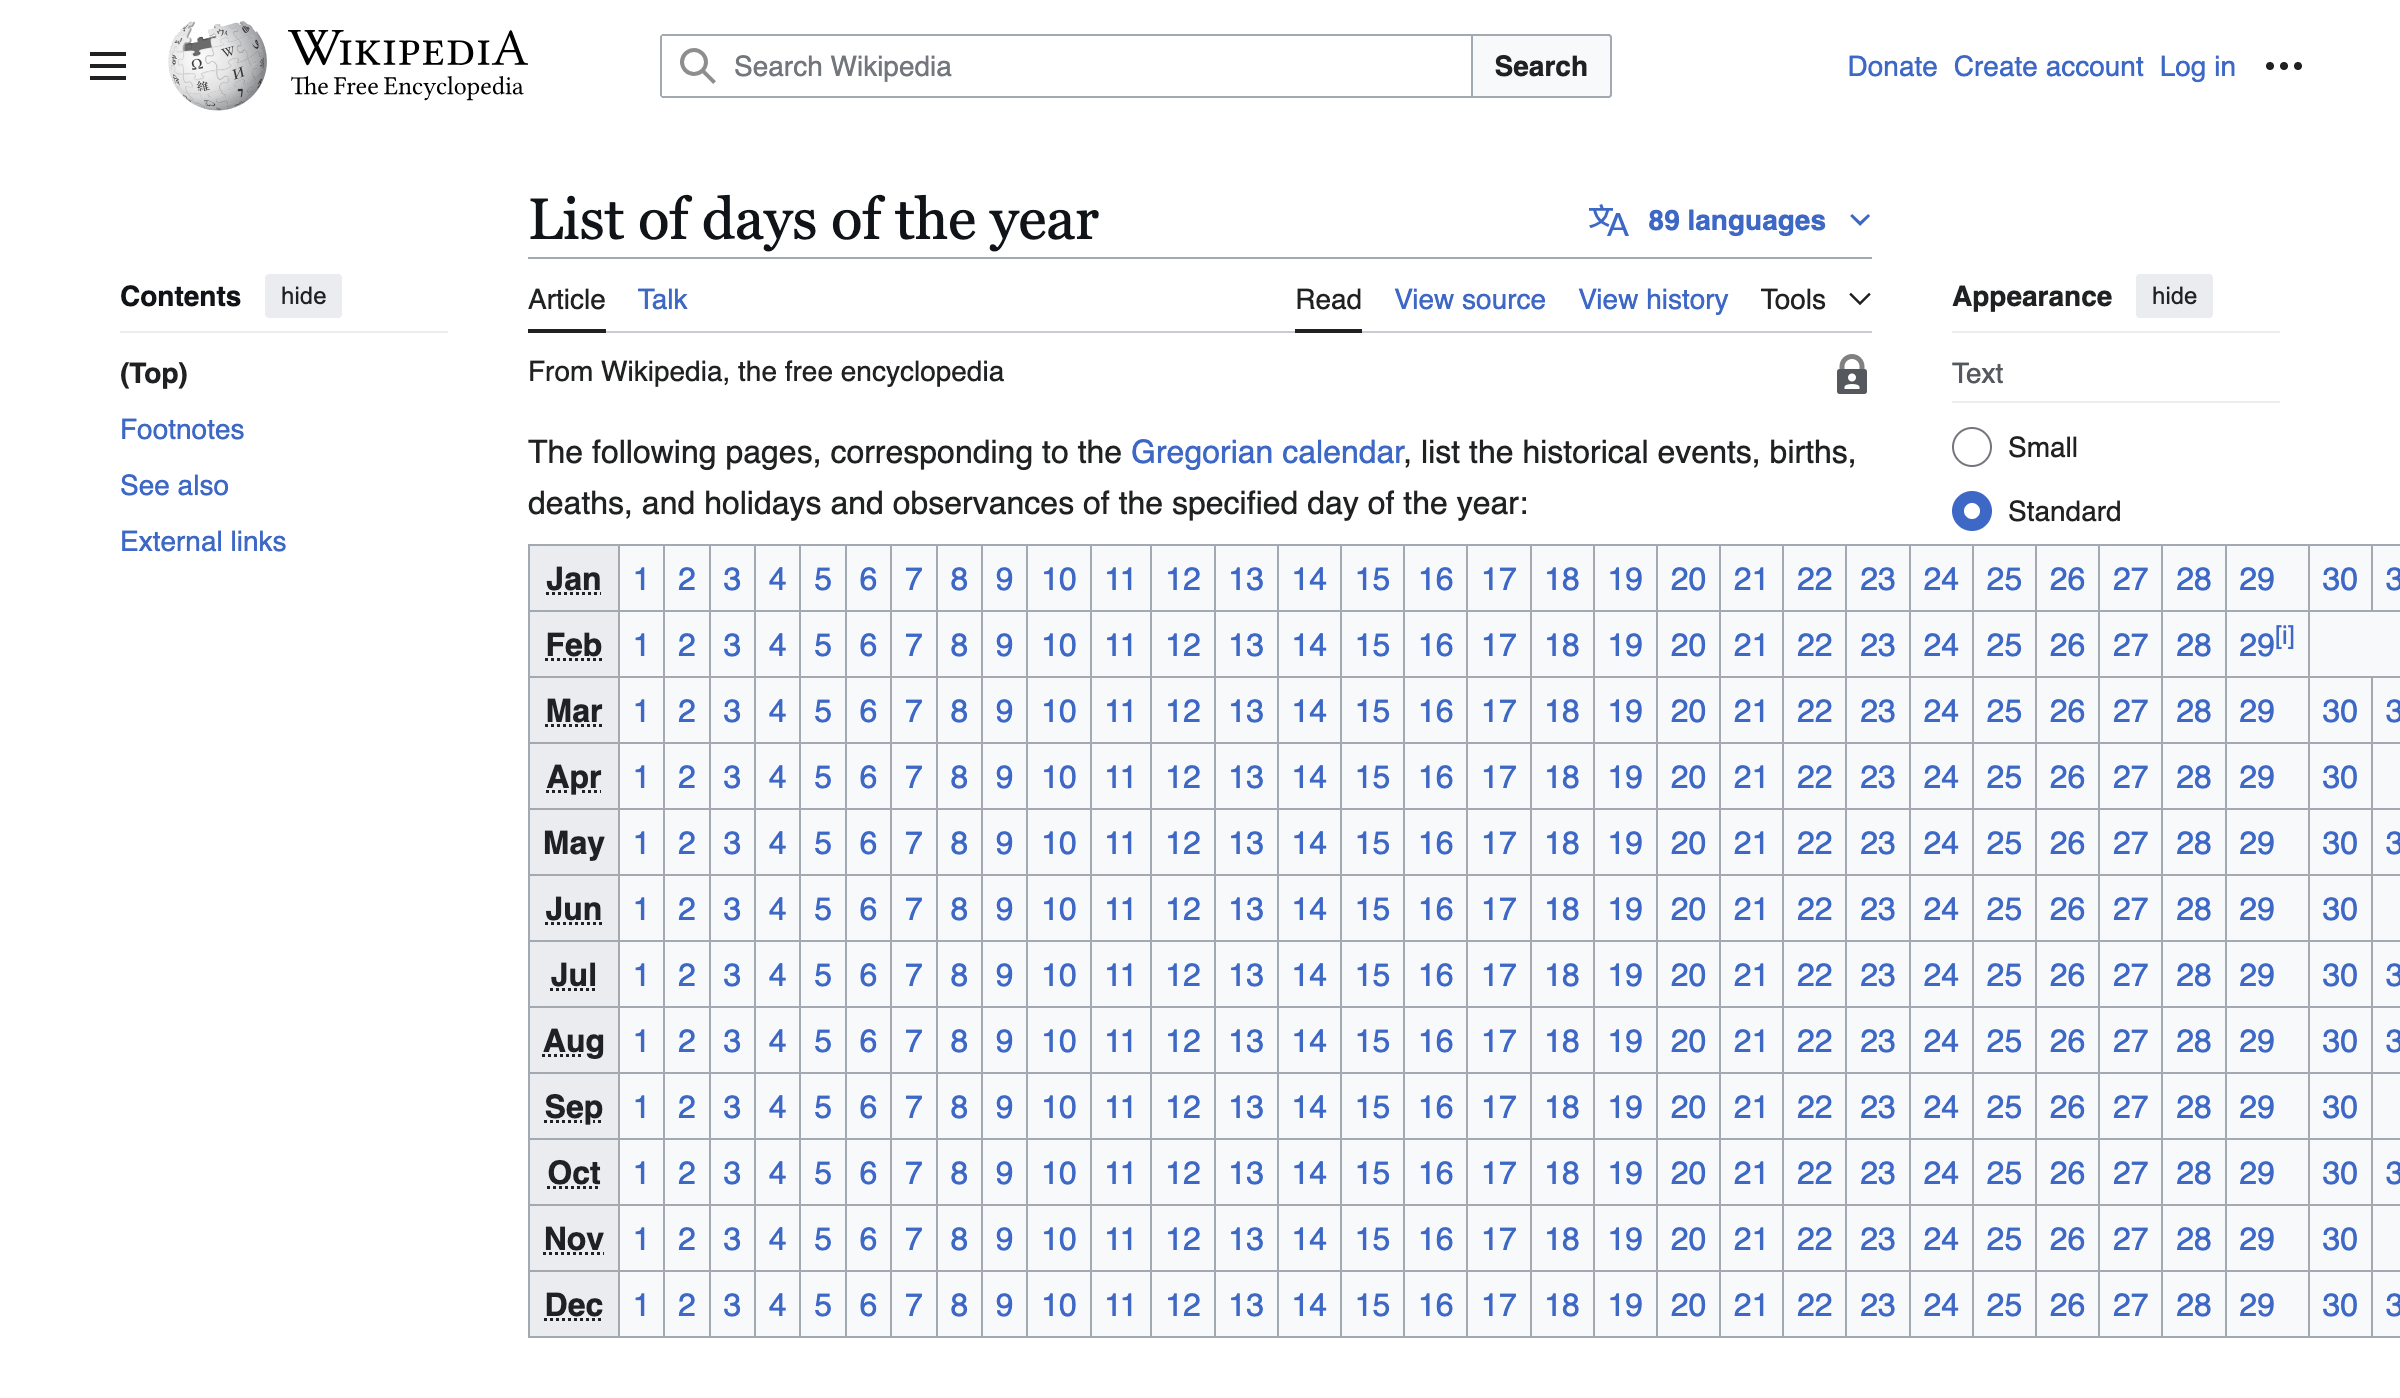 WIKIPEDIA
The Free Encyclopedia
Search Wikipedia
Search
Donate Create account Log in
List of days of the year
89 languages
Contents hide
(Top)
Footnotes
See also
External links
Article Talk Read View source View history Tools
From Wikipedia, the free encyclopedia
The following pages, corresponding to the Gregorian calendar, list the historical events, births,
deaths, and holidays and observances of the specified day of the year:
Appearance hide
Text
Small
Standard
Jan 1 2 3 4 5 6 7 8 9 10 11 12 13 14 15 16 17 18 19 20 21 22 23 24 25 26 27 28 29 30 3
Feb 1 2 3 4 5 6 7 8 9 10 11 12 13 14 15 16 17 18 19 20 21 22 23 24 25 26 27 28 29[i]
Mar 1 2 3 4 5 6 7 8 9 10 11 12 13 14 15 16 17 18 19 20 21 22 23 24 25 26 27 28 29 30 3
Apr 1 2 3 4 5 6 7 8 9 10 11 12 13 14 15 16 17 18 19 20 21 22 23 24 25 26 27 28 29 30
May 1 2 3 4 5 6 7 8 9 10 11 12 13 14 15 16 17 18 19 20 21 22 23 24 25 26 27 28 29 30 3
Jun 1 2 3 4 5 6 7 8 9 10 11 12 13 14 15 16 17 18 19 20 21 22 23 24 25 26 27 28 29 30
Jul 1 2 3 4 5 6 7 8 9 10 11 12 13 14 15 16 17 18 19 20 21 22 23 24 25 26 27 28 29 30 3
Aug 1 2 3 4 5 6 7 8 9 10 11 12 13 14 15 16 17 18 19 20 21 22 23 24 25 26 27 28 29 30 3
Sep 1 2 3 4 5 6 7 8 9 10 11 12 13 14 15 16 17 18 19 20 21 22 23 24 25 26 27 28 29 30
Oct 1 2 3 4 5 6 7 8 9 10 11 12 13 14 15 16 17 18 19 20 21 22 23 24 25 26 27 28 29 30 3
Nov 1 2 3 4 5 6 7 8 9 10 11 12 13 14 15 16 17 18 19 20 21 22 23 24 25 26 27 28 29 30
Dec 1 2 3 4 5 6 7 8 9 10 11 12 13 14 15 16 17 18 19 20 21 22 23 24 25 26 27 28 29 30 3